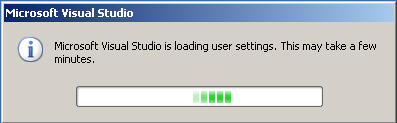 Microsoft Visual Studio
Microsoft Visual Studio is loading user settings. This may take a few
minutes.